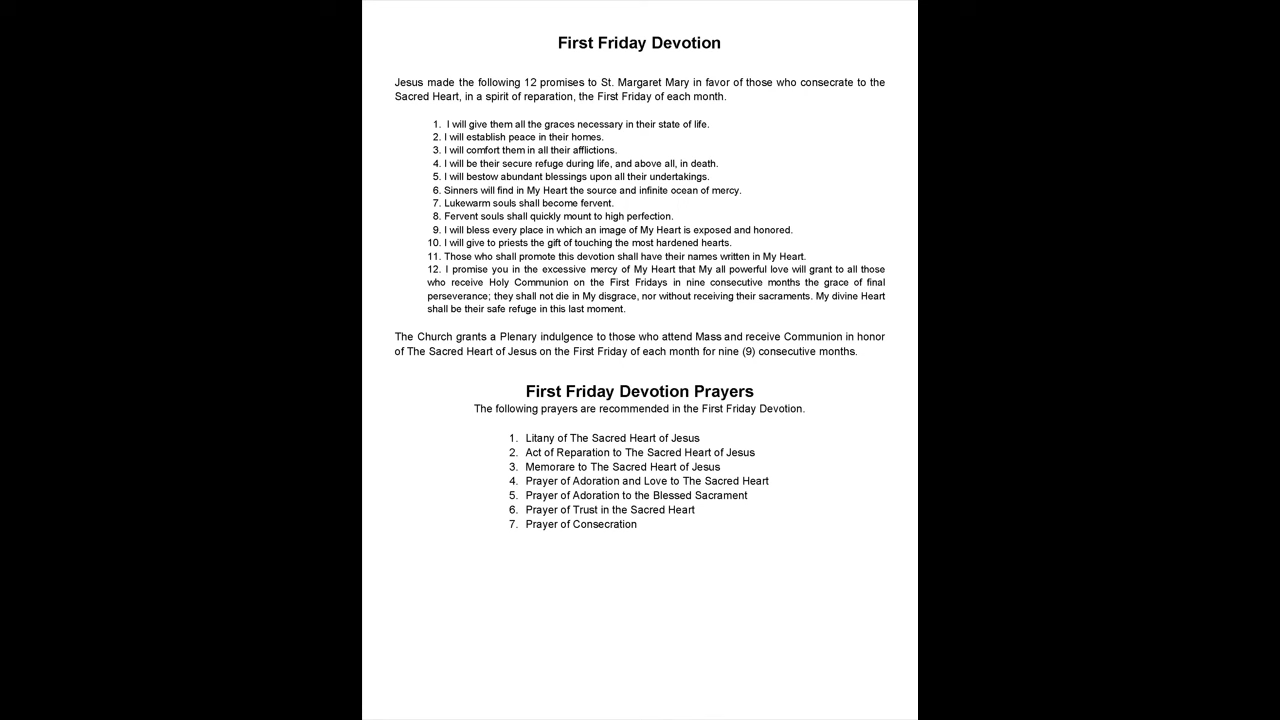 First Friday Devotion
Jesus made the following 12 promises to St. Margaret Mary in favor of those who consecrate to the
Sacred Heart, in a spirit of reparation, the First Friday of each month.
1. I will give them all the graces necessary in their state of life.
2. I will establish peace in their homes.
3. I will comfort them in all their afflictions.
4. I will be their secure refuge during life, and above all, in death.
5. I will bestow abundant blessings upon all their undertakings.
6. Sinners will find in My Heart the source and infinite ocean of mercy.
7. Lukewarm souls shall become fervent.
8. Fervent souls shall quickly mount to high perfection.
9. I will bless every place in which an image of My Heart is exposed and honored.
10. I will give to priests the gift of touching the most hardened hearts.
11. Those who shall promote this devotion shall have their names written in My Heart.
12. I promise you in the excessive mercy of My Heart that My all powerful love will grant to all those
who receive Holy Communion on the First Fridays in nine consecutive months the grace of final
perseverance; they shall not die in My disgrace, nor without receiving their sacraments. My divine Heart
shall be their safe refuge in this last moment.
The Church grants a Plenary indulgence to those who attend Mass and receive Communion in honor
of The Sacred Heart of Jesus on the First Friday of each month for nine (9) consecutive months.
First Friday Devotion Prayers
The following prayers are recommended in the First Friday Devotion.
1. Litany of The Sacred Heart of Jesus
2. Act of Reparation to The Sacred Heart of Jesus
3. Memorare to The Sacred Heart of Jesus
4. Prayer of Adoration and Love to The Sacred Heart
5. Prayer of Adoration to the Blessed Sacrament
6. Prayer of Trust in the Sacred Heart
7. Prayer of Consecration